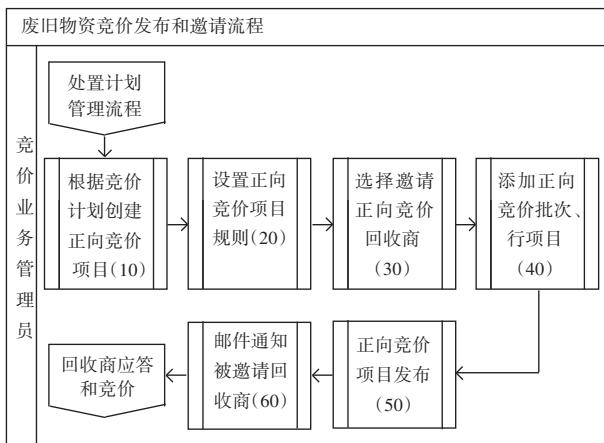 废旧物资竞价发布和邀请流程
竞价业务管理员
处置计划
管理流程
根据竞价
计划创建
正向竞价
项目(10)
设置正向
竞价项目
规则(20)
选择邀请
正向竞价
回收商
(30)
添加正向
竞价批次、
行项目
(40)
正向竞价
项目发布
(50)
邮件通知
被邀请回
收商(60)
回收商应答
和竞价